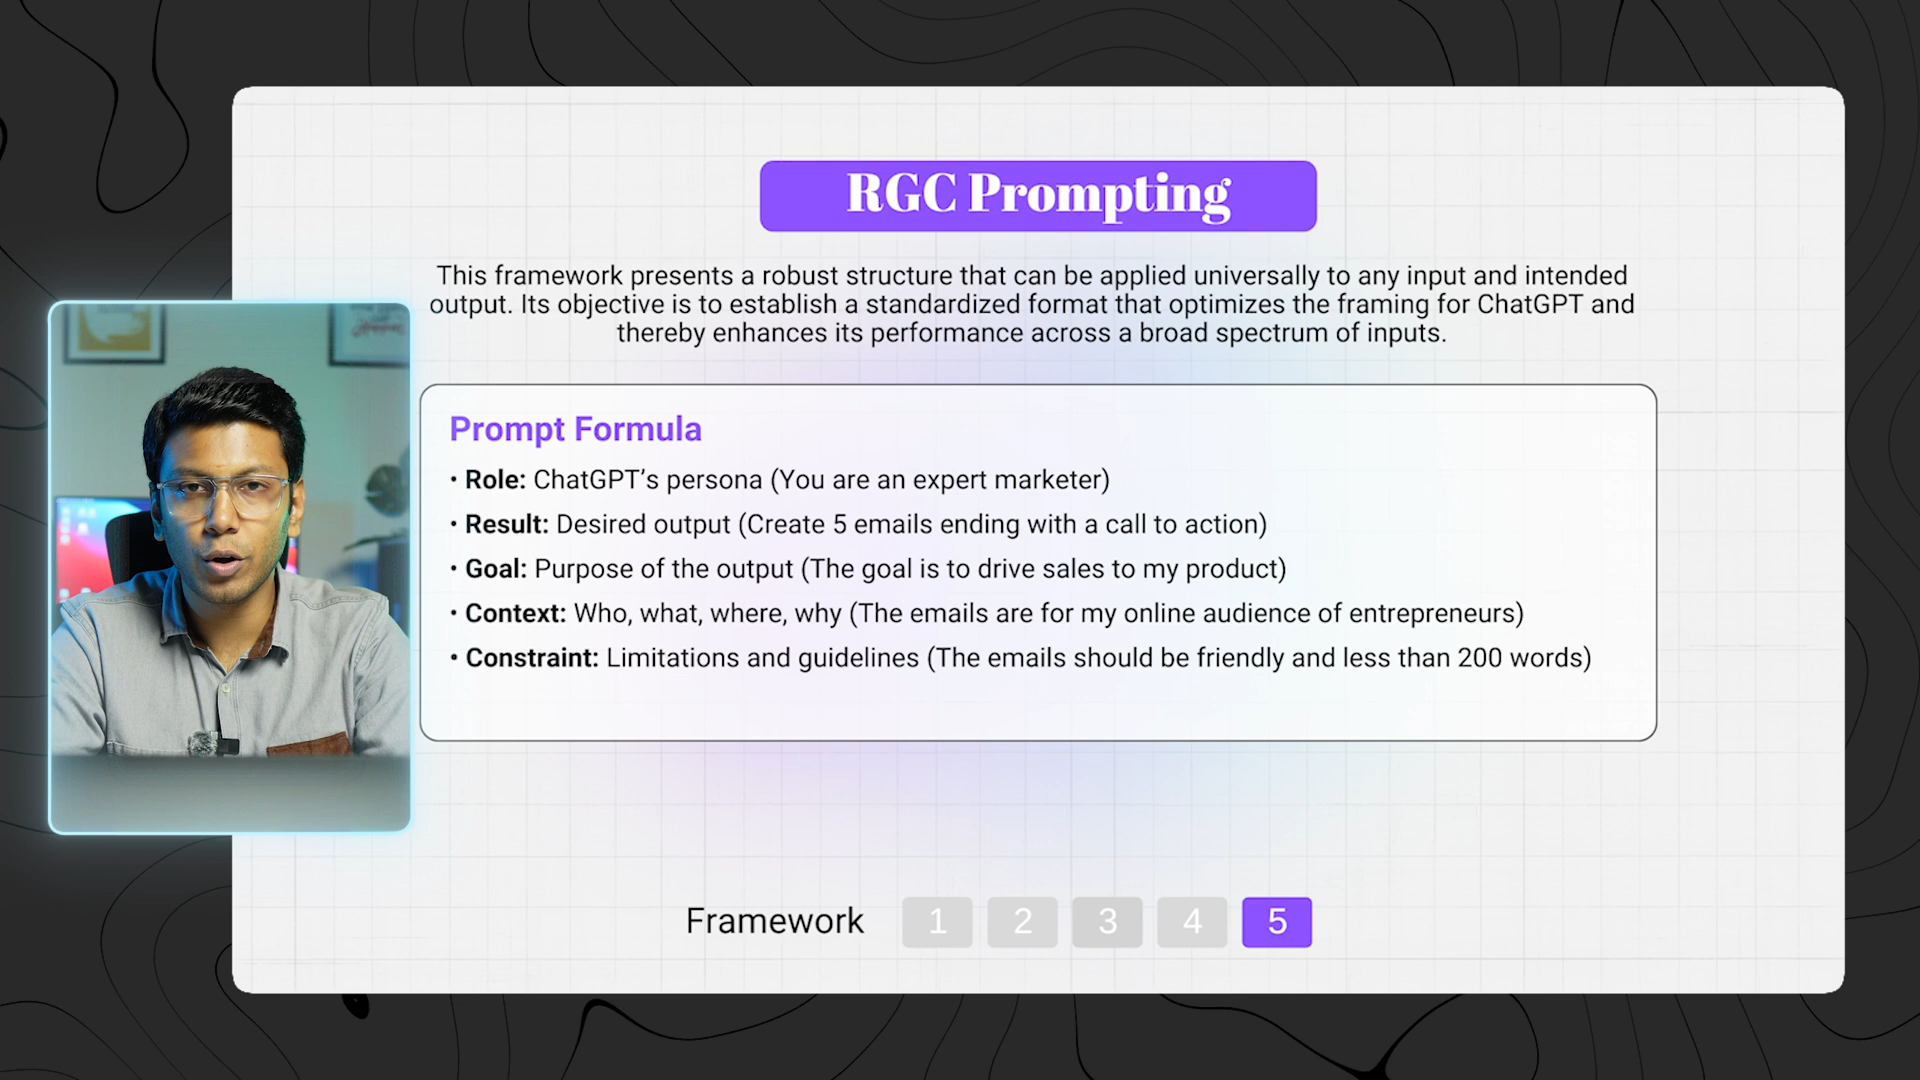 RGC Prompting
This framework presents a robust structure that can be applied universally to any input and intended
output. Its objective is to establish a standardized format that optimizes the framing for ChatGPT and
thereby enhances its performance across a broad spectrum of inputs.
Prompt Formula
• Role: ChatGPT’s persona (You are an expert marketer)
• Result: Desired output (Create 5 emails ending with a call to action)
• Goal: Purpose of the output (The goal is to drive sales to my product)
• Context: Who, what, where, why (The emails are for my online audience of entrepreneurs)
• Constraint: Limitations and guidelines (The emails should be friendly and less than 200 words)
Framework 1 2 3 4 5